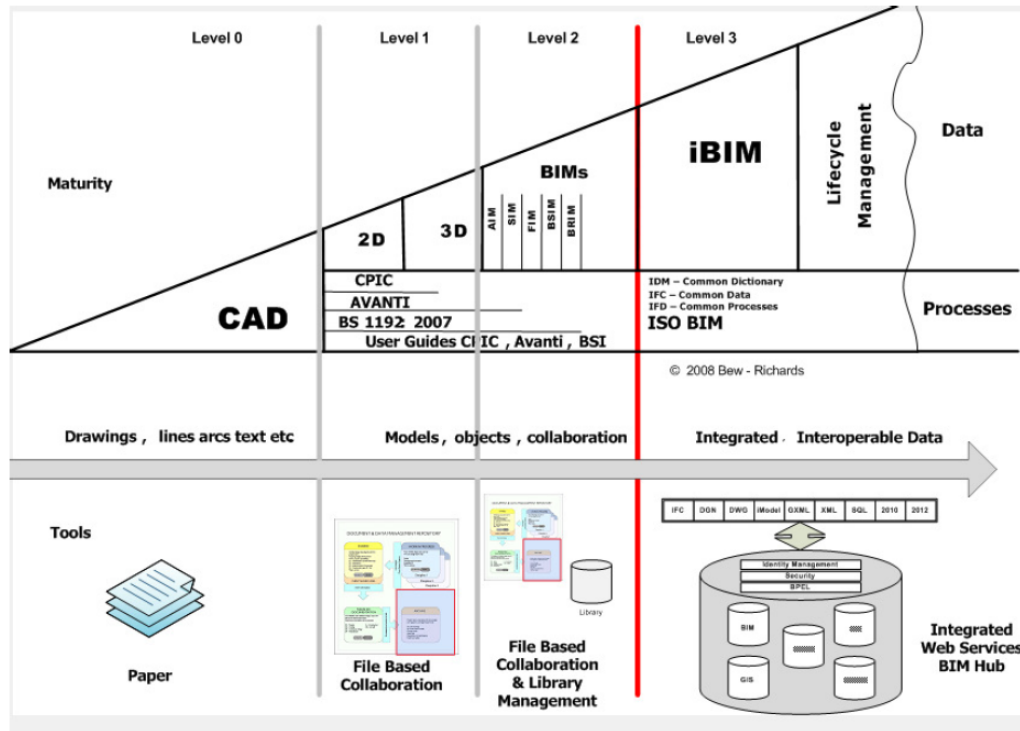 Level 0
Level 1
Level 2
Level 3
Maturity
CAD
2D
3D
BIMs
AIM
SIM
FIM
BSIM
BRIM
iBIM
Lifecycle
Management
Data
CPIC
AVANTI
BS 1192: 2007
User Guides CPIC , Avanti , BSI
IDM – Common Dictionary
IFC – Common Data
IFD – Common Processes
ISO BIM
Processes
© 2008 Bew - Richards
Drawings , lines arcs text etc
Models , objects , collaboration
Integrated , Interoperable Data
Tools
Paper
DOCUMENT & DATA MANAGEMENT REPOSITORY
File Based
Collaboration
Library
File Based
Collaboration
& Library
Management
IFC
DGN
DWG
iModel
GXML
XML
SQL
2010
2012
Identity Management
Security
BPEL
BIM
GIS
Integrated
Web Services
BIM Hub